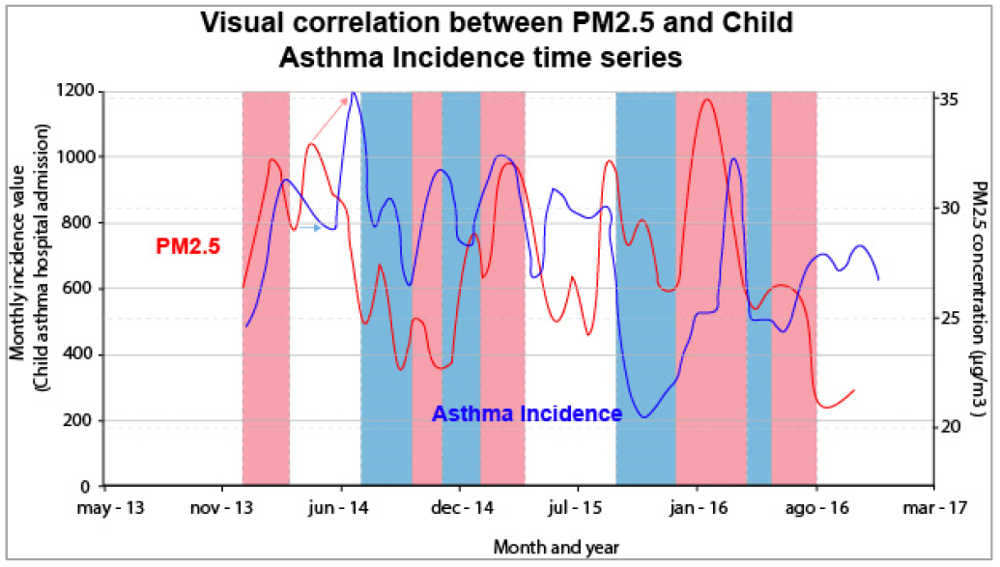 Visual correlation between PM2.5 and Child
Asthma Incidence time series
Monthly incidence value
(Child asthma hospital admission)
1200
1000
800
600
400
200
0
PM2.5
Asthma Incidence
35
30
25
20
PM2.5 concentration (µg/m3 )
may - 13
nov - 13
jun - 14
dec - 14
jul - 15
jan - 16
ago - 16
mar - 17
Month and year